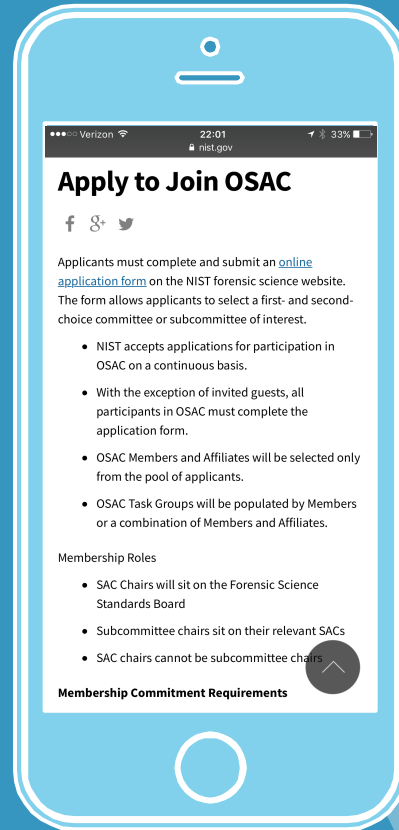 Verizon 22:01 33%
nist.gov
Apply to Join OSAC
Applicants must complete and submit an online
application form on the NIST forensic science website.
The form allows applicants to select a first- and second-
choice committee or subcommittee of interest.
• NIST accepts applications for participation in
OSAC on a continuous basis.
• With the exception of invited guests, all
participants in OSAC must complete the
application form.
• OSAC Members and Affiliates will be selected only
from the pool of applicants.
• OSAC Task Groups will be populated by Members
or a combination of Members and Affiliates.
Membership Roles
• SAC Chairs will sit on the Forensic Science
Standards Board
• Subcommittee chairs sit on their relevant SACs
• SAC chairs cannot be subcommittee chairs
Membership Commitment Requirements